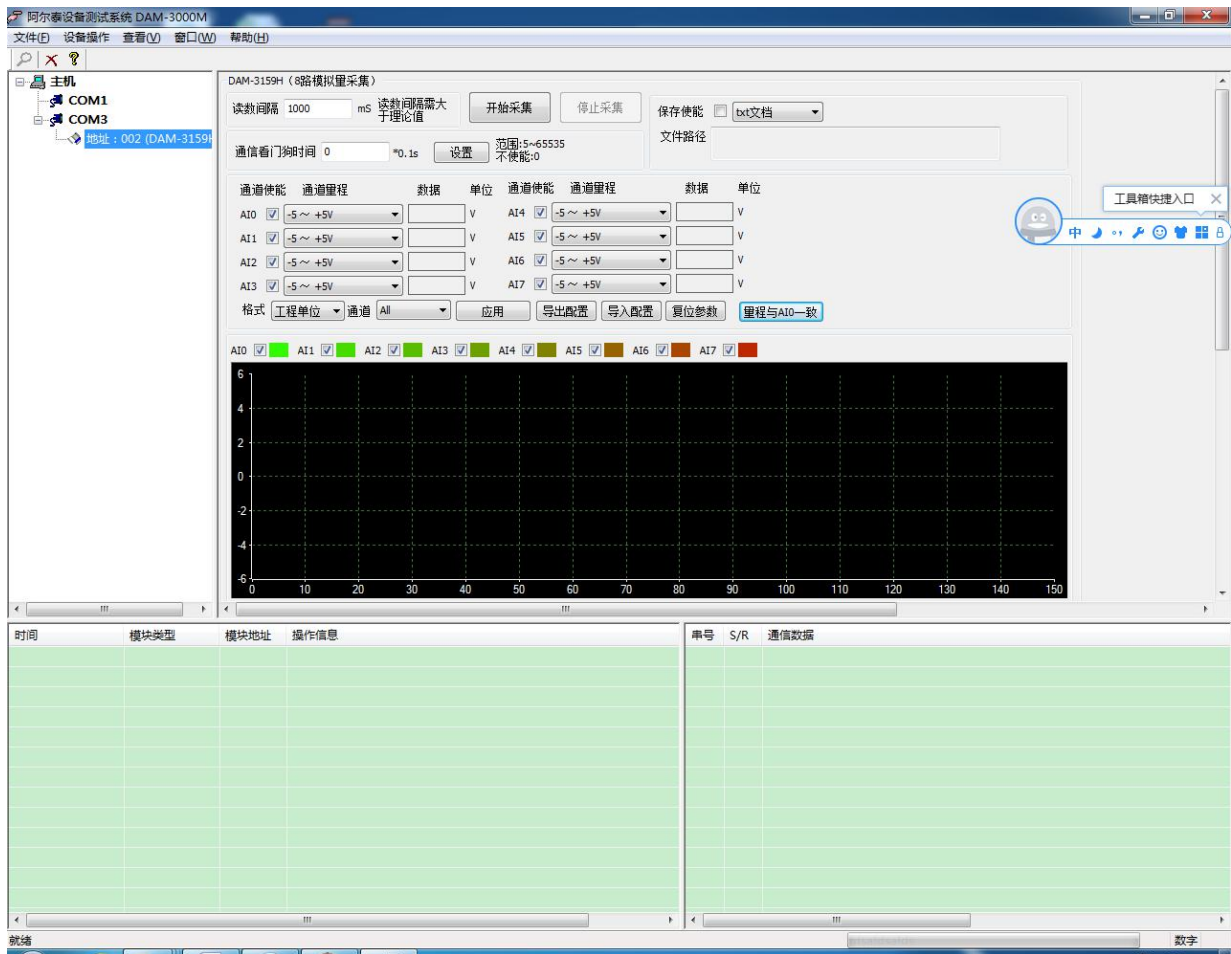 阿尔泰设备测试系统 DAM-3000M
文件(F) 设备操作 查看(V) 窗口(W) 帮助(H)
主机
COM1
COM3
地址：002 (DAM-3159H
DAM-3159H（8路模拟量采集）
读数间隔 1000 mS 读数间隔需大于理论值 开始采集 停止采集
保存使能 txt文档
文件路径
通信看门狗时间 0 *0.1s 设置 范围:5~65535 不使能:0
通道使能 通道里程 数据 单位 通道使能 通道里程 数据 单位
AI0 -5～ +5V V AI4 -5～ +5V V
AI1 -5～ +5V V AI5 -5～ +5V V
AI2 -5～ +5V V AI6 -5～ +5V V
AI3 -5～ +5V V AI7 -5～ +5V V
格式 工程单位 通道 All 应用 导出配置 导入配置 复位参数 里程与AI0一致
工具箱快捷入口
中
AI0 AI1 AI2 AI3 AI4 AI5 AI6 AI7
6
4
2
0
-2
-4
-6
0 10 20 30 40 50 60 70 80 90 100 110 120 130 140 150
时间 模块类型 模块地址 操作信息 串号 S/R 通信数据
就绪 数字